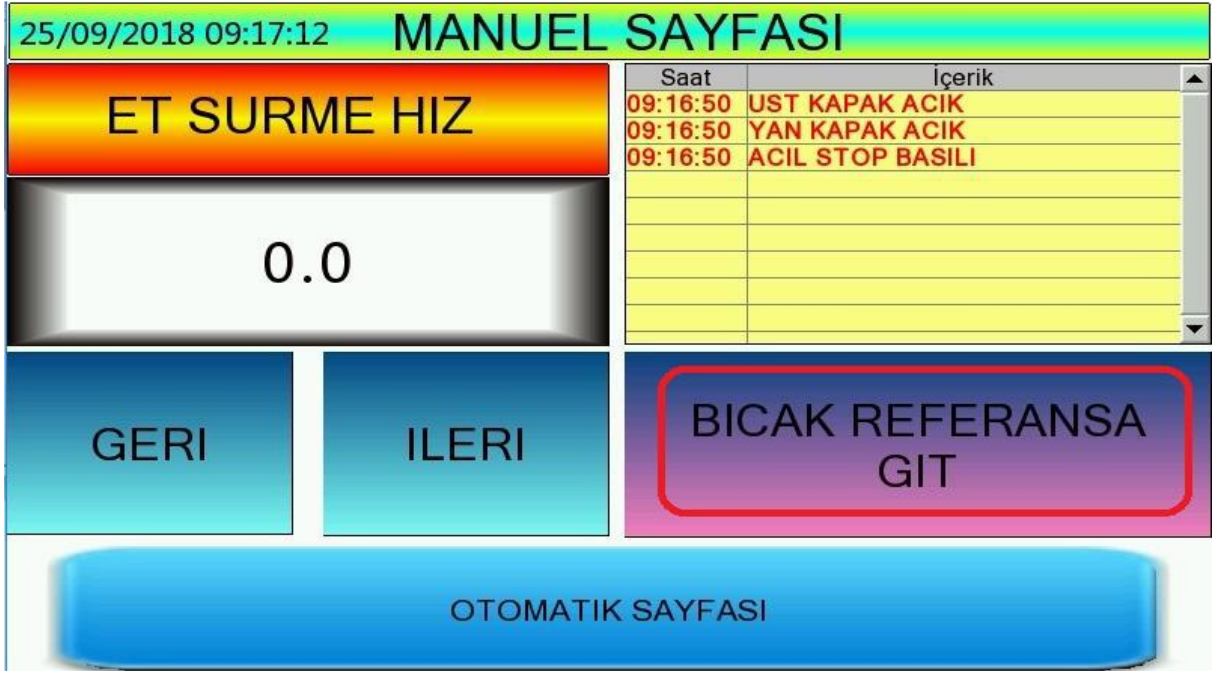 25/09/2018 09:17:12 MANUEL SAYFASI
ET SURME HIZ
0.0
Saat İçerik
09:16:50 UST KAPAK ACIK
09:16:50 YAN KAPAK ACIK
09:16:50 ACIL STOP BASILI
GERI
ILERI
BICAK REFERANSA
GIT
OTOMATIK SAYFASI